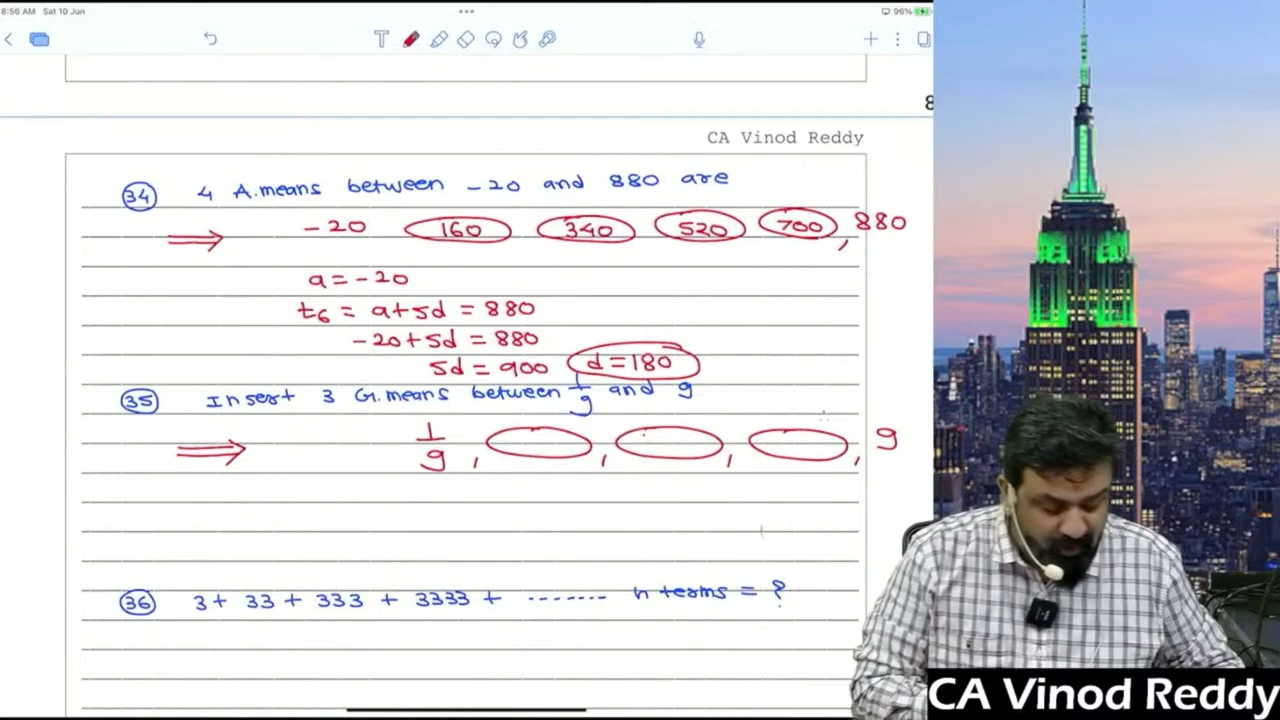 8:56 AM Sat 10 Jun
96%
T
8
CA Vinod Reddy
34 4 A.means between -20 and 880 are
⇒ -20 160 340 520 700, 880
a = -20
t₆ = a+5d = 880
-20+5d = 880
5d = 900 d = 180
35 Insert 3 G.means between 1/9 and 9
⇒ 1/9, , , , 9
36 3 + 33 + 333 + 3333 + ........ n terms = ?
CA Vinod Reddy